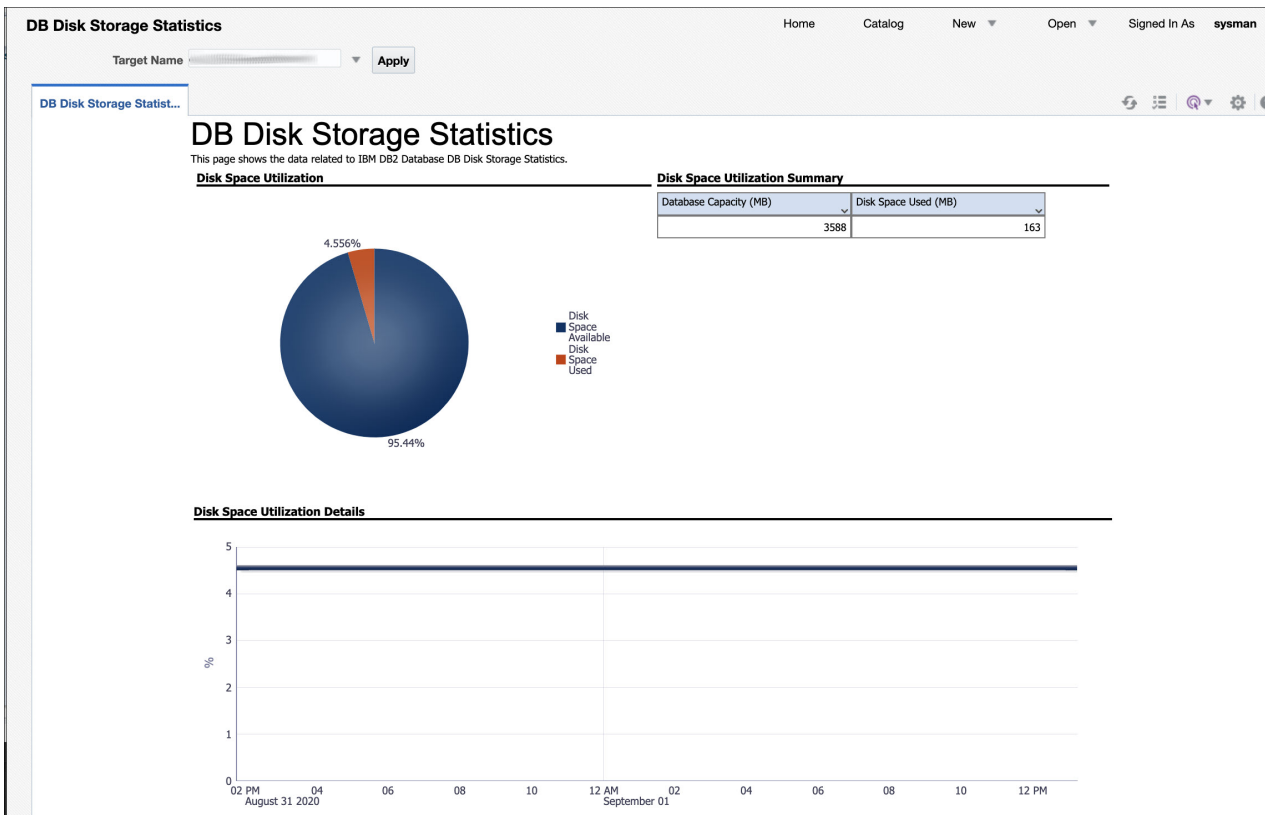 DB Disk Storage Statistics
Home Catalog New Open Signed In As sysman
Target Name Apply
DB Disk Storage Statist...
DB Disk Storage Statistics
This page shows the data related to IBM DB2 Database DB Disk Storage Statistics.
Disk Space Utilization
Disk Space Utilization Summary
Database Capacity (MB) Disk Space Used (MB)
3588 163
4.556%
95.44%
Disk
Space
Available
Disk
Space
Used
Disk Space Utilization Details
5
4
3
2
1
0
%
02 PM 04 06 08 10 12 AM 02 04 06 08 10 12 PM
August 31 2020 September 01